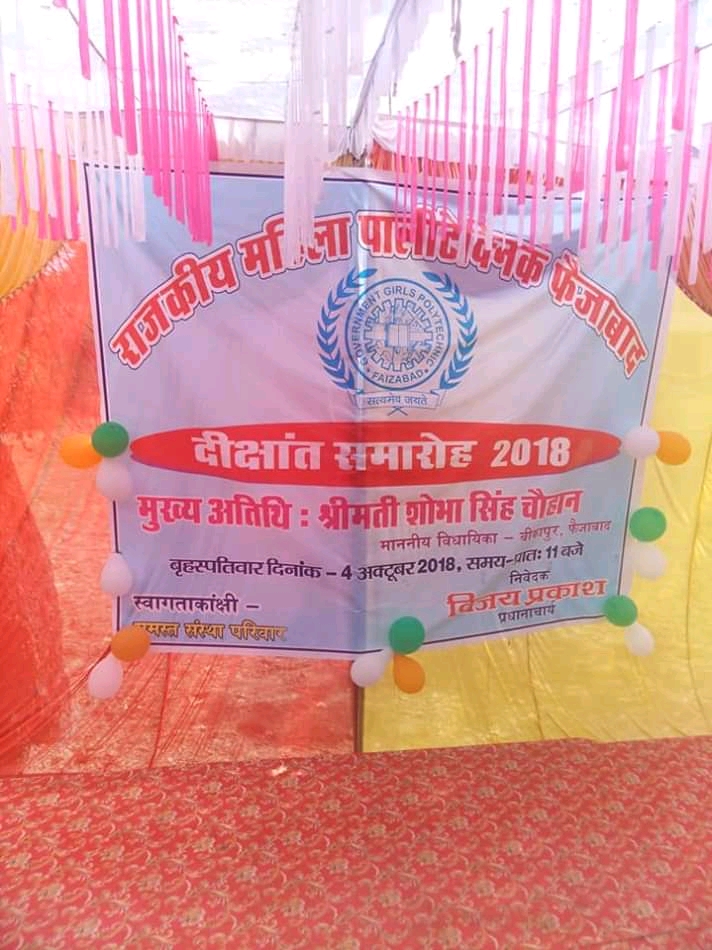 राजकीय महिला पालीटेक्निक फैजाबाद
GOVERNMENT GIRLS POLYTECHNIC
FAIZABAD
सत्यमेव जयते
दीक्षांत समारोह 2018
मुख्य अतिथि : श्रीमती शोभा सिंह चौहान
माननीय विधायिका - बीकापुर, फैजाबाद
बृहस्पतिवार दिनांक - 4 अक्टूबर 2018, समय-प्रातः 11 बजे
निवेदक
स्वागताकांक्षी -
विजय प्रकाश
समस्त संस्था परिवार
प्रधानाचार्य